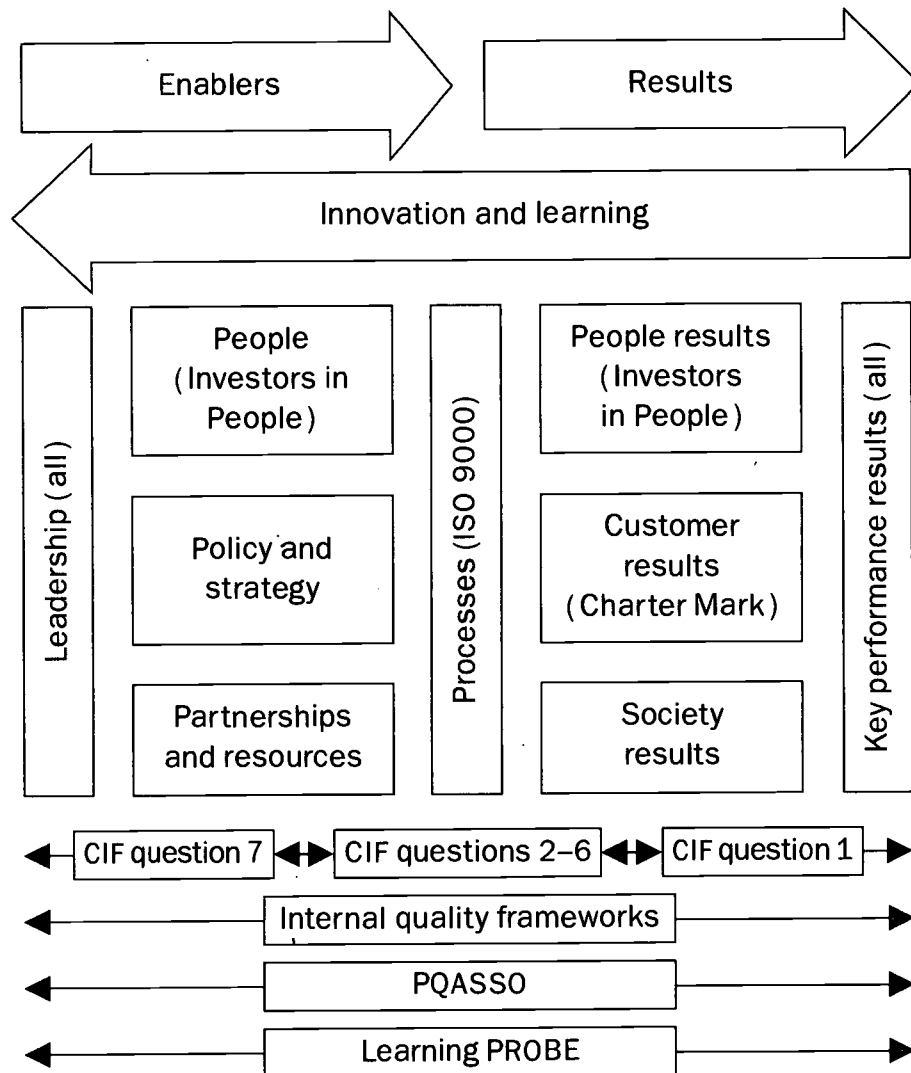 Enablers
Results
Innovation and learning
Leadership (all)
People
(Investors in
People)
Policy and
strategy
Partnerships
and resources
Processes (ISO 9000)
People results
(Investors
in People)
Customer
results
(Charter Mark)
Society
results
Key performance results (all)
CIF question 7
CIF questions 2–6
CIF question 1
Internal quality frameworks
PQASSO
Learning PROBE